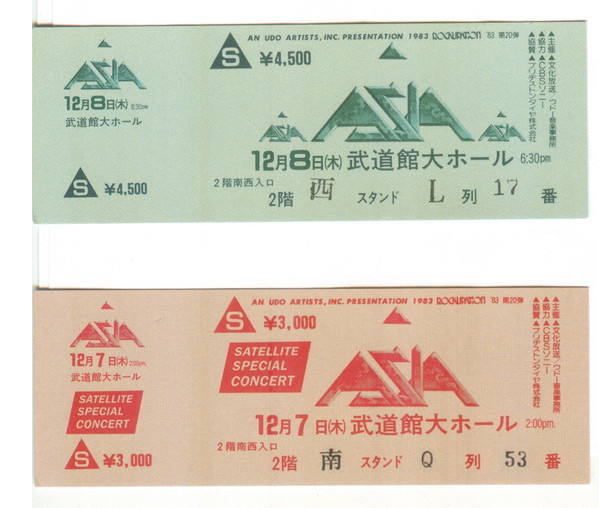 ASIA
12月8日(木) 6:30pm
武道館大ホール
S ¥4,500
AN UDO ARTISTS, INC. PRESENTATION 1983 ROCKUPATION '83 第20弾
S ¥4,500
ASIA
ASIA
ASIA
12月8日(木) 武道館大ホール 6:30pm
2階南西入口
2階 西 スタンド L 列 17 番
▲主催▲文化放送/ウドー音楽事務所
▲協力▲CBSソニー
▲協賛▲ブリヂストンタイヤ株式会社
ASIA
12月7日(木) 2:00pm.
武道館大ホール
SATELLITE
SPECIAL
CONCERT
S ¥3,000
AN UDO ARTISTS, INC. PRESENTATION 1983 ROCKUPATION '83 第20弾
S ¥3,000
SATELLITE
SPECIAL
CONCERT
ASIA
12月7日(木) 武道館大ホール 2:00pm.
2階南西入口
2階 南 スタンド Q 列 53 番
▲主催▲文化放送/ウドー音楽事務所
▲協力▲CBSソニー
▲協賛▲ブリヂストンタイヤ株式会社